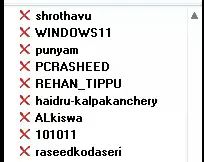 shrothavu
WINDOWS11
punyam
PCRASHEED
REHAN_TIPPU
haidru-kalpakanchery
ALkiswa
101011
raseedkodaseri